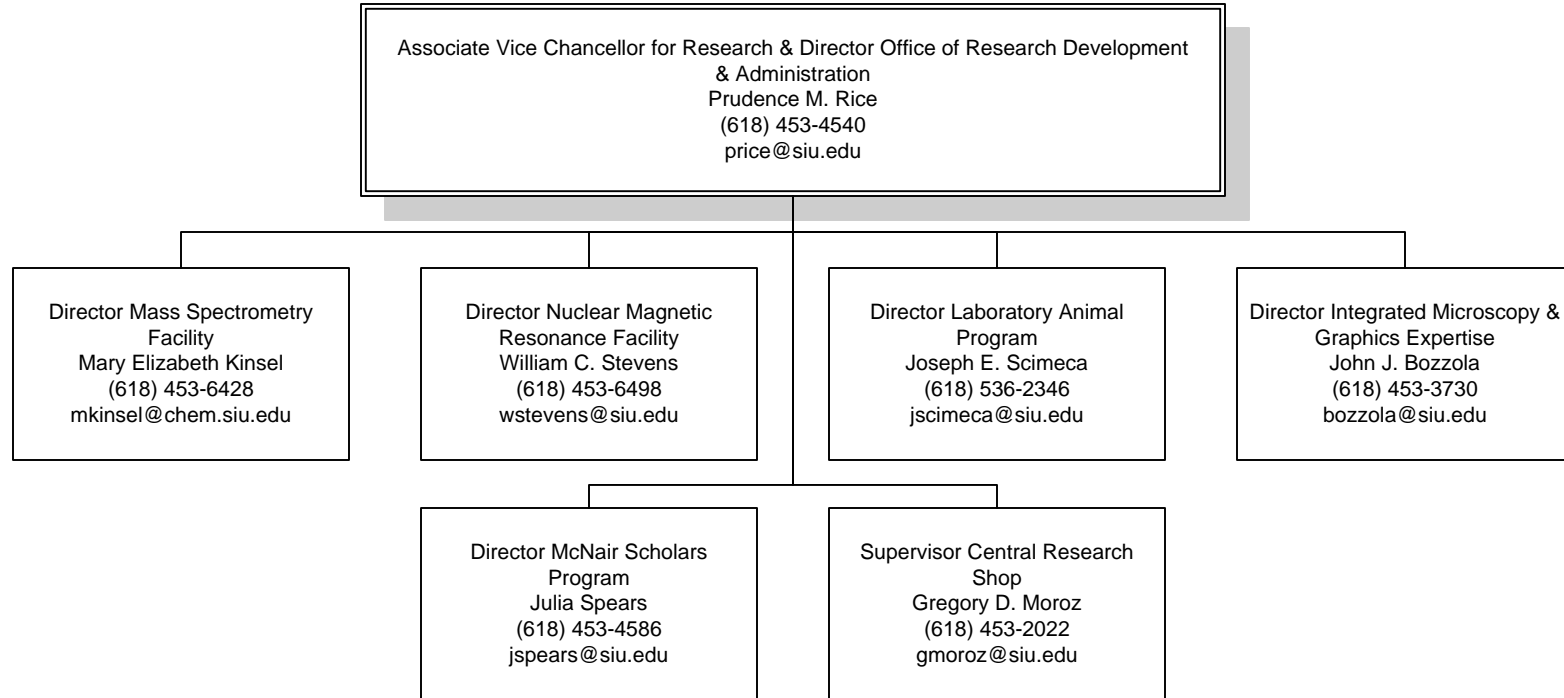 Associate Vice Chancellor for Research & Director Office of Research Development
& Administration
Prudence M. Rice
(618) 453-4540
price@siu.edu
Director Mass Spectrometry
Facility
Mary Elizabeth Kinsel
(618) 453-6428
mkinsel@chem.siu.edu
Director Nuclear Magnetic
Resonance Facility
William C. Stevens
(618) 453-6498
wstevens@siu.edu
Director Laboratory Animal
Program
Joseph E. Scimeca
(618) 536-2346
jscimeca@siu.edu
Director Integrated Microscopy &
Graphics Expertise
John J. Bozzola
(618) 453-3730
bozzola@siu.edu
Director McNair Scholars
Program
Julia Spears
(618) 453-4586
jspears@siu.edu
Supervisor Central Research
Shop
Gregory D. Moroz
(618) 453-2022
gmoroz@siu.edu